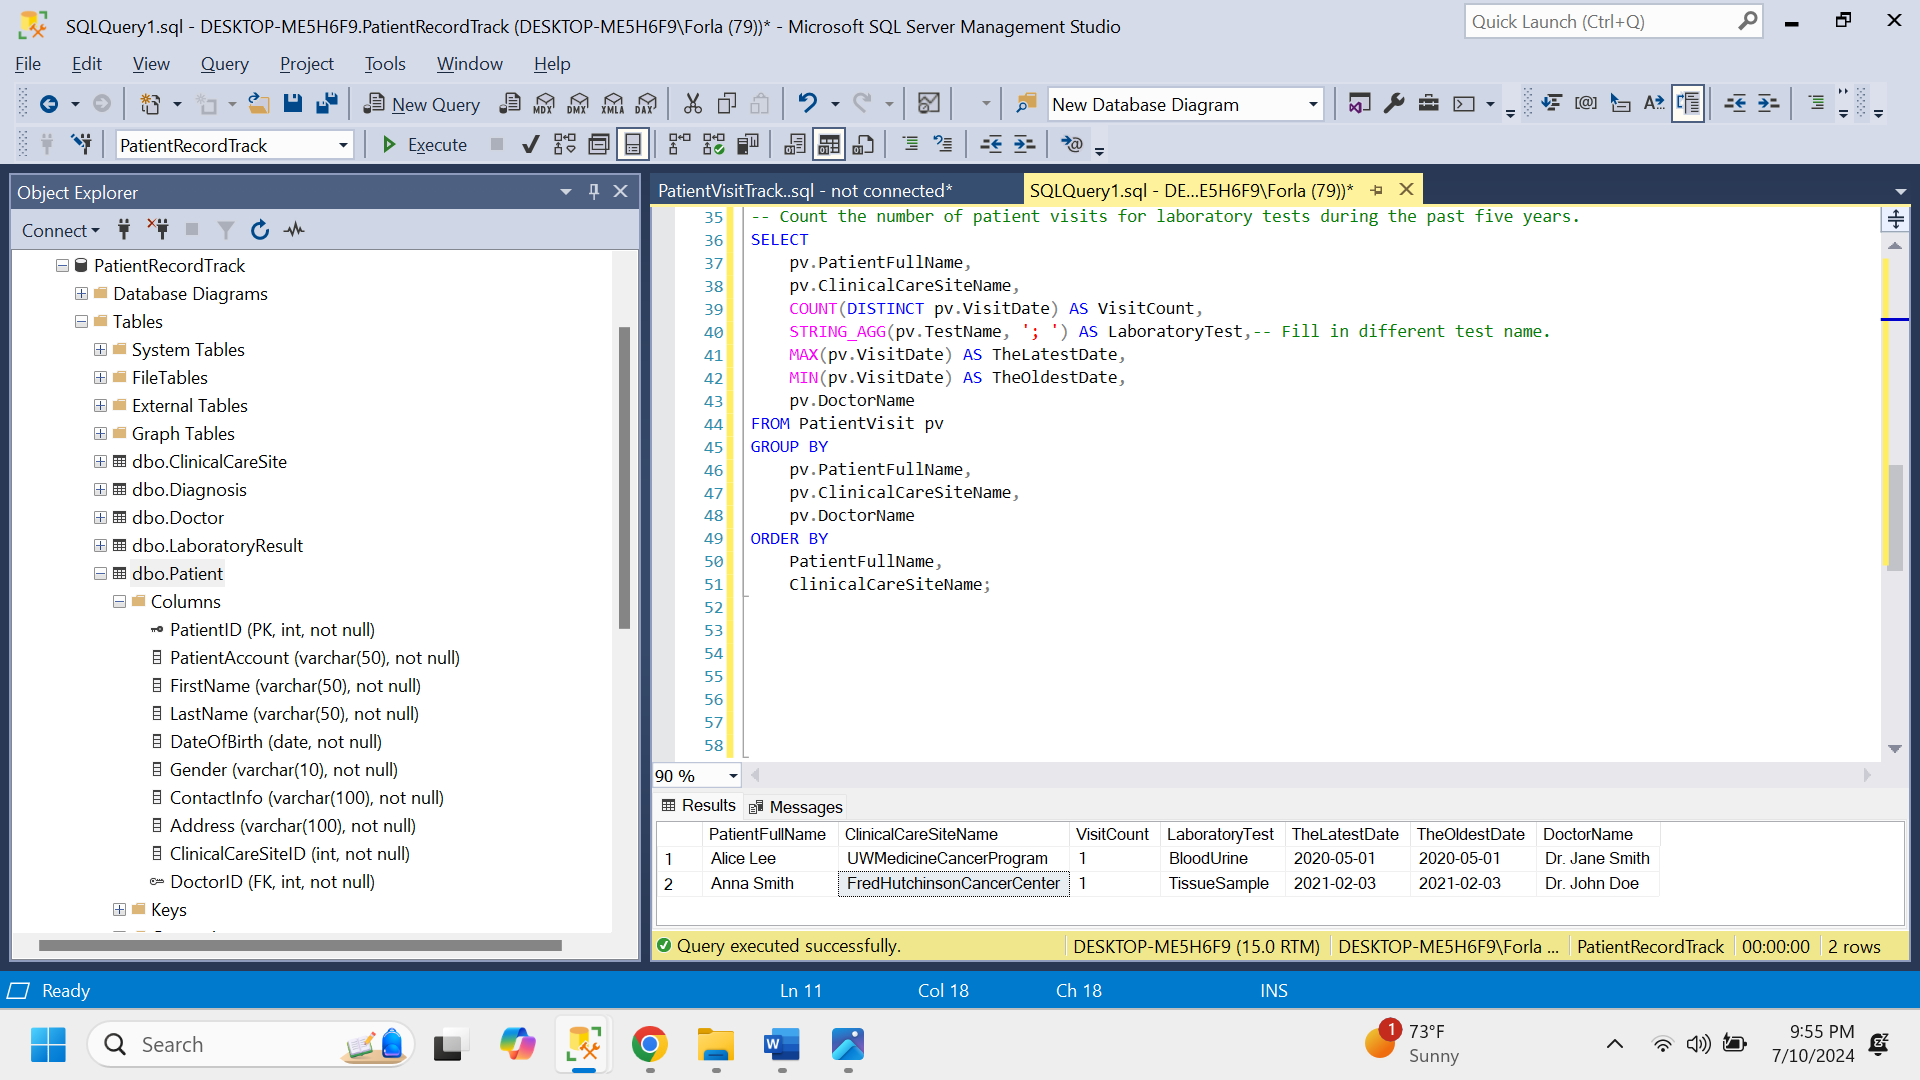 SQLQuery1.sql - DESKTOP-ME5H6F9.PatientRecordTrack (DESKTOP-ME5H6F9\Forla (79))* - Microsoft SQL Server Management Studio
Quick Launch (Ctrl+Q)
File Edit View Query Project Tools Window Help
New Query MDX DMX XMLA DAX New Database Diagram
PatientRecordTrack Execute
Object Explorer
Connect
PatientRecordTrack
Database Diagrams
Tables
System Tables
FileTables
External Tables
Graph Tables
dbo.ClinicalCareSite
dbo.Diagnosis
dbo.Doctor
dbo.LaboratoryResult
dbo.Patient
Columns
PatientID (PK, int, not null)
PatientAccount (varchar(50), not null)
FirstName (varchar(50), not null)
LastName (varchar(50), not null)
DateOfBirth (date, not null)
Gender (varchar(10), not null)
ContactInfo (varchar(100), not null)
Address (varchar(100), not null)
ClinicalCareSiteID (int, not null)
DoctorID (FK, int, not null)
Keys
PatientVisitTrack..sql - not connected* SQLQuery1.sql - DE...E5H6F9\Forla (79))*
35 -- Count the number of patient visits for laboratory tests during the past five years.
36 SELECT
37 pv.PatientFullName,
38 pv.ClinicalCareSiteName,
39 COUNT(DISTINCT pv.VisitDate) AS VisitCount,
40 STRING_AGG(pv.TestName, '; ') AS LaboratoryTest,-- Fill in different test name.
41 MAX(pv.VisitDate) AS TheLatestDate,
42 MIN(pv.VisitDate) AS TheOldestDate,
43 pv.DoctorName
44 FROM PatientVisit pv
45 GROUP BY
46 pv.PatientFullName,
47 pv.ClinicalCareSiteName,
48 pv.DoctorName
49 ORDER BY
50 PatientFullName,
51 ClinicalCareSiteName;
52
53
54
55
56
57
58
90 %
Results Messages
PatientFullName ClinicalCareSiteName VisitCount LaboratoryTest TheLatestDate TheOldestDate DoctorName
1 Alice Lee UWMedicineCancerProgram 1 BloodUrine 2020-05-01 2020-05-01 Dr. Jane Smith
2 Anna Smith FredHutchinsonCancerCenter 1 TissueSample 2021-02-03 2021-02-03 Dr. John Doe
Query executed successfully. DESKTOP-ME5H6F9 (15.0 RTM) DESKTOP-ME5H6F9\Forla ... PatientRecordTrack 00:00:00 2 rows
Ready Ln 11 Col 18 Ch 18 INS
Search
1
73°F
Sunny
9:55 PM
7/10/2024